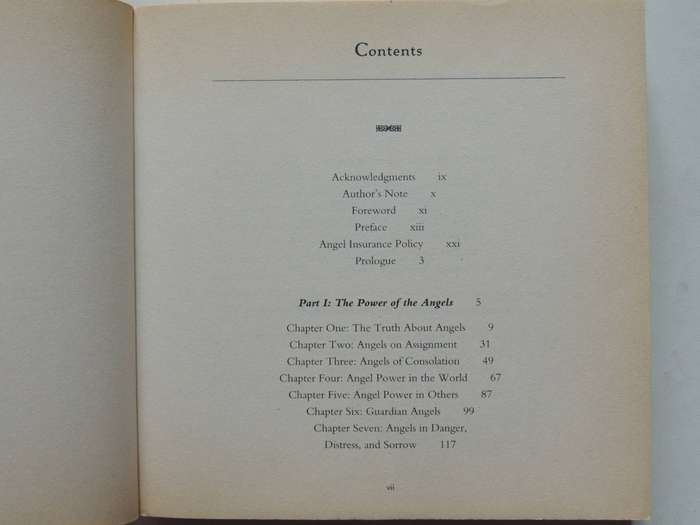 Contents
Acknowledgments ix
Author's Note x
Foreword xi
Preface xiii
Angel Insurance Policy xxi
Prologue 3
Part I: The Power of the Angels 5
Chapter One: The Truth About Angels 9
Chapter Two: Angels on Assignment 31
Chapter Three: Angels of Consolation 49
Chapter Four: Angel Power in the World 67
Chapter Five: Angel Power in Others 87
Chapter Six: Guardian Angels 99
Chapter Seven: Angels in Danger,
Distress, and Sorrow 117
vii